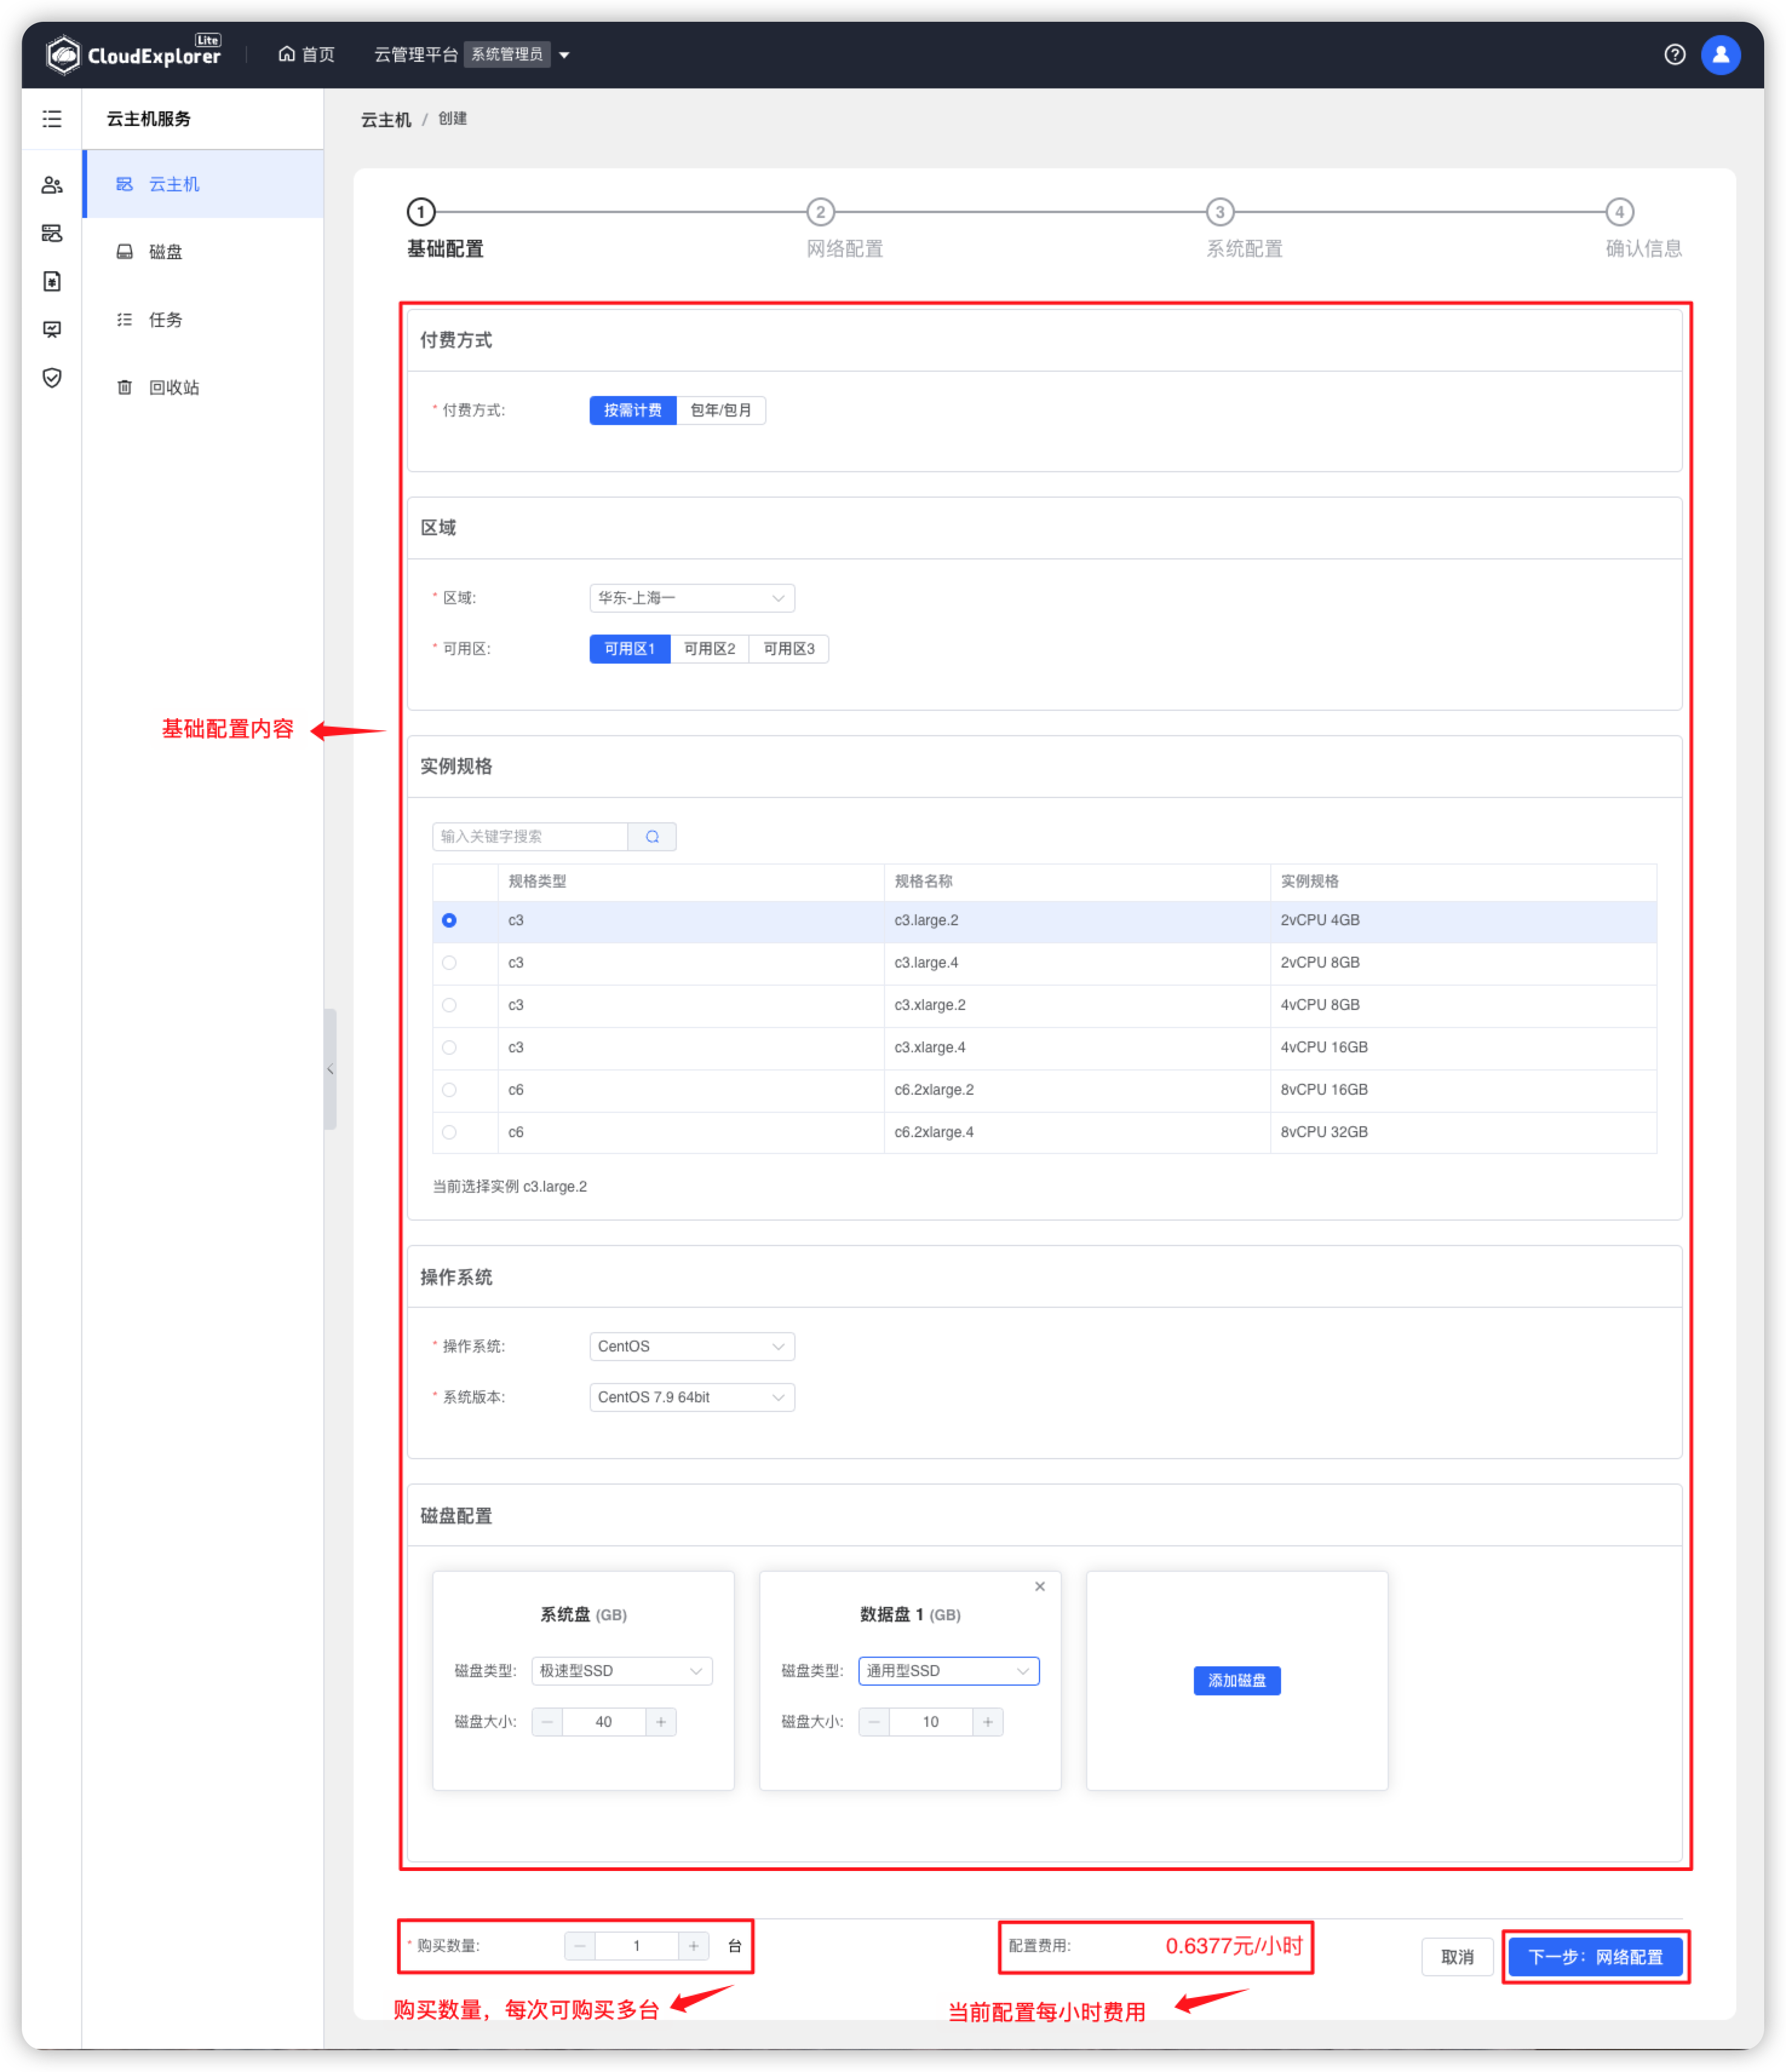 CloudExplorer Lite
首页
云管理平台 系统管理员
云主机服务
云主机
磁盘
任务
回收站
云主机 / 创建
1
2
3
4
基础配置
网络配置
系统配置
确认信息
付费方式
* 付费方式: 按需计费 包年/包月
区域
* 区域: 华东-上海一
* 可用区: 可用区1 可用区2 可用区3
基础配置内容
实例规格
输入关键字搜索
规格类型 规格名称 实例规格
c3 c3.large.2 2vCPU 4GB
c3 c3.large.4 2vCPU 8GB
c3 c3.xlarge.2 4vCPU 8GB
c3 c3.xlarge.4 4vCPU 16GB
c6 c6.2xlarge.2 8vCPU 16GB
c6 c6.2xlarge.4 8vCPU 32GB
当前选择实例 c3.large.2
操作系统
* 操作系统: CentOS
* 系统版本: CentOS 7.9 64bit
磁盘配置
系统盘 (GB)
磁盘类型: 极速型SSD
磁盘大小: 40
数据盘 1 (GB)
磁盘类型: 通用型SSD
磁盘大小: 10
添加磁盘
* 购买数量: 1 台
配置费用: 0.6377元/小时
取消
下一步：网络配置
购买数量，每次可购买多台
当前配置每小时费用